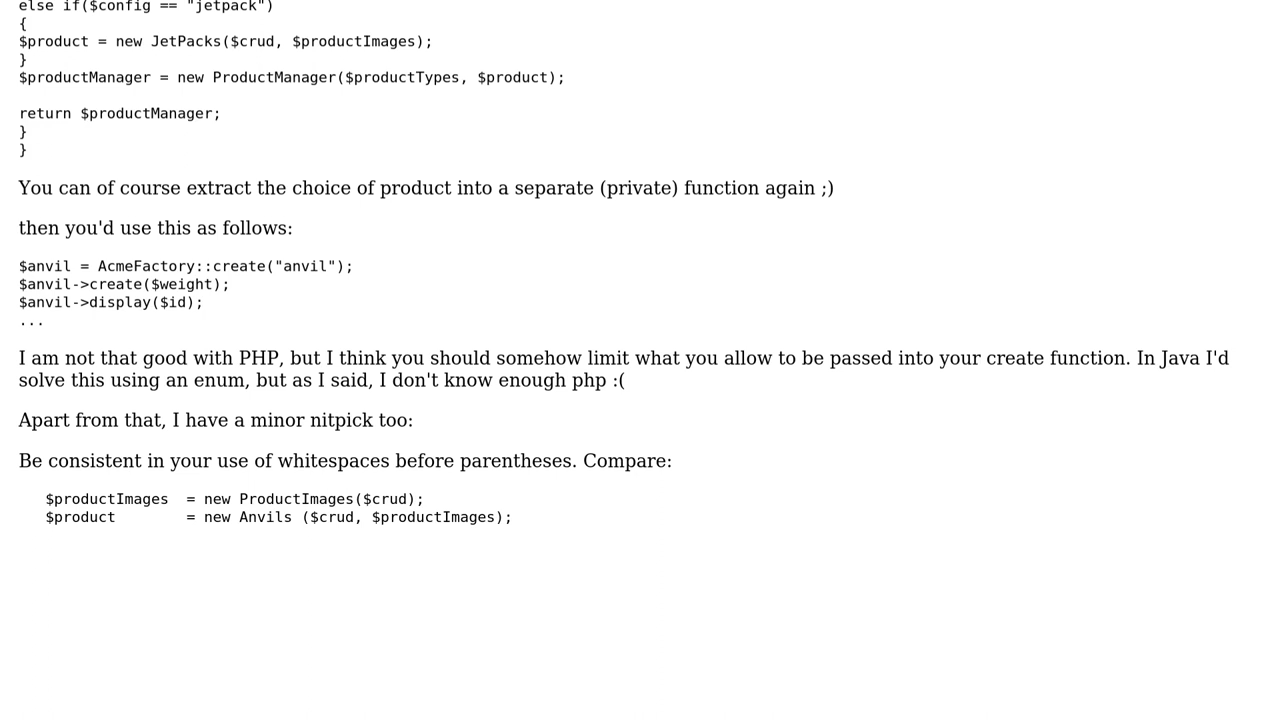 else if($config == "jetpack")
{
$product = new JetPacks($crud, $productImages);
}
$productManager = new ProductManager($productTypes, $product);

return $productManager;
}
}
You can of course extract the choice of product into a separate (private) function again ;)
then you'd use this as follows:
$anvil = AcmeFactory::create("anvil");
$anvil->create($weight);
$anvil->display($id);
...
I am not that good with PHP, but I think you should somehow limit what you allow to be passed into your create function. In Java I'd
solve this using an enum, but as I said, I don't know enough php :(
Apart from that, I have a minor nitpick too:
Be consistent in your use of whitespaces before parentheses. Compare:
   $productImages  = new ProductImages($crud);
   $product        = new Anvils ($crud, $productImages);